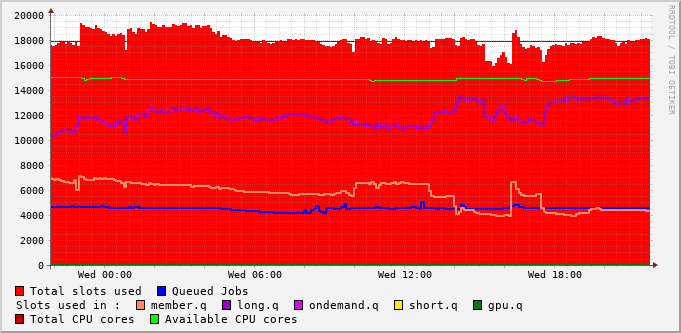 20000
18000
16000
14000
12000
10000
8000
6000
4000
2000
0
Wed 00:00 Wed 06:00 Wed 12:00 Wed 18:00
RRDTOOL / TOBI OETIKER
Total slots used Queued Jobs
Slots used in : member.q long.q ondemand.q short.q gpu.q
Total CPU cores Available CPU cores